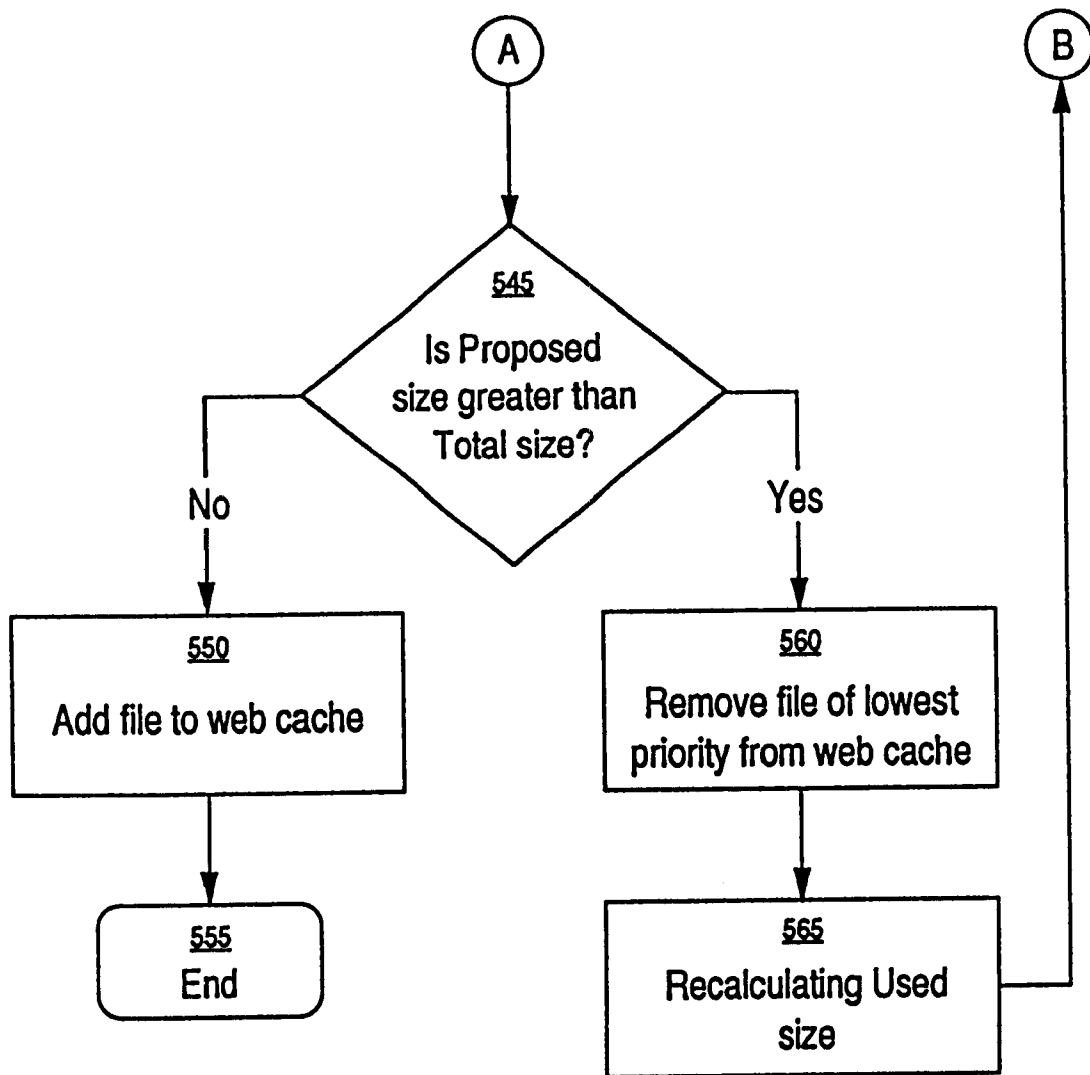 A
B
545
Is Proposed
size greater than
Total size?
No
Yes
550
Add file to web cache
560
Remove file of lowest
priority from web cache
555
End
565
Recalculating Used
size